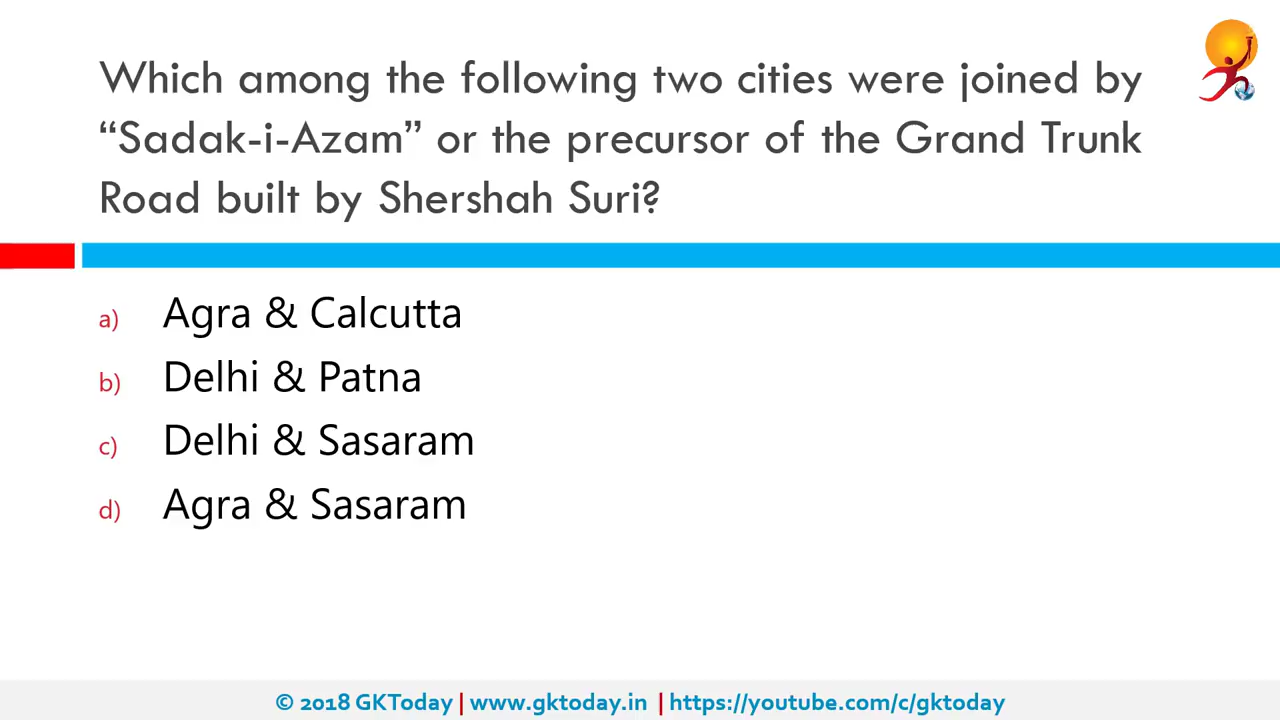 Which among the following two cities were joined by
“Sadak-i-Azam” or the precursor of the Grand Trunk
Road built by Shershah Suri?
a) Agra & Calcutta
b) Delhi & Patna
c) Delhi & Sasaram
d) Agra & Sasaram
© 2018 GKToday | www.gktoday.in | https://youtube.com/c/gktoday